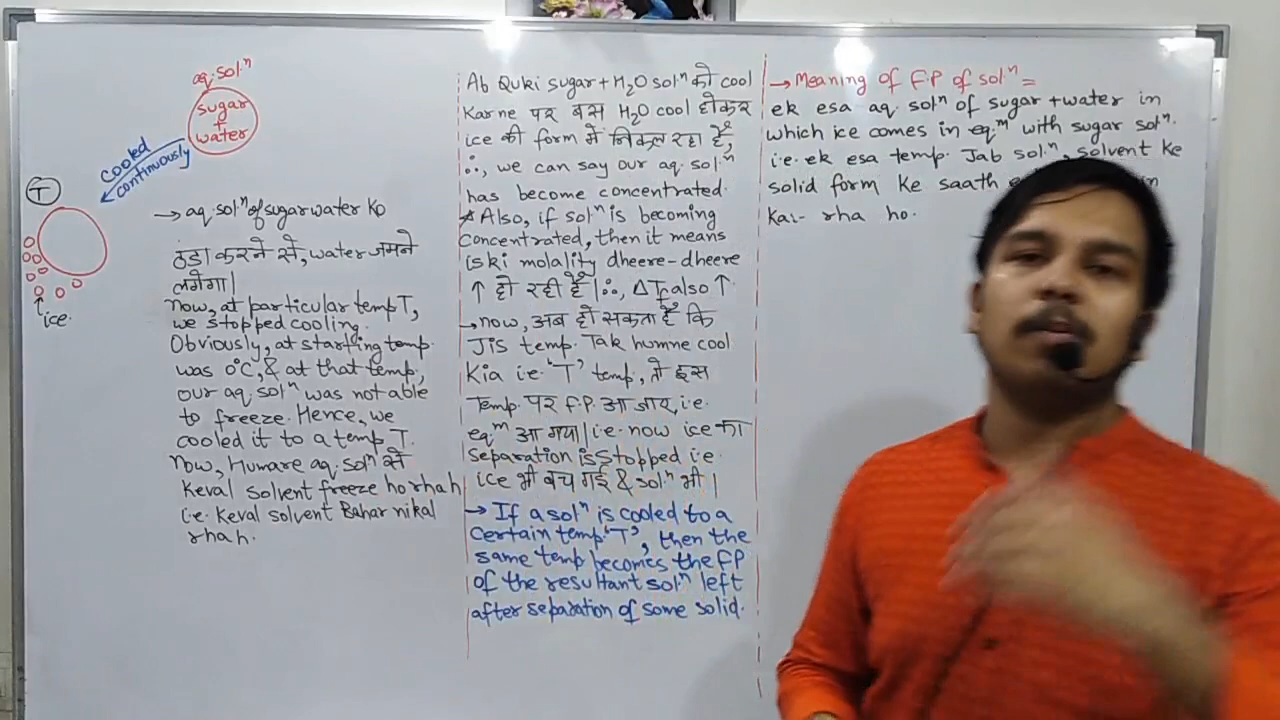 aq. solⁿ
sugar
+
water
cooled
continuously
T
ice.
→ aq. solⁿ of sugar water ko
ठंडा करने से, water जमने
लगेगा।
Now, at particular temp T,
we stopped cooling.
Obviously, at starting temp.
was 0°C, & at that temp,
our aq. solⁿ was not able
to freeze. Hence, we
cooled it to a temp T.
Now, Humare aq. solⁿ से
Keval solvent freeze ho rha h
i.e. Keval solvent Bahar nikal
rha h.
Ab Quki sugar + H₂O solⁿ को cool
Karne पर बस H₂O cool होकर
ice की form में निकल रहा है,
∴, we can say our aq. solⁿ
has become concentrated.
* Also, if solⁿ is becoming
concentrated, then it means
iski molality dheere-dheere
↑ हो रही है। ∴, ΔTf also ↑
→ now, अब हो सकता है कि
Jis temp. Tak humne cool
Kia i.e. 'T' temp, तो इस
Temp. पर F.P. आ जाए, i.e.
eqᵐ आ गया। i.e. now ice का
separation is stopped i.e.
ice भी बच गई & solⁿ भी।
→ If a solⁿ is cooled to a
certain temp. 'T', then the
same temp becomes the FP
of the resultant solⁿ left
after separation of some solid.
→ Meaning of F.P of solⁿ =
ek esa aq. solⁿ of sugar + water in
which ice comes in eqᵐ with sugar solⁿ.
i.e. ek esa temp. Jab solⁿ, solvent ke
solid form ke saath
Kar rha ho.